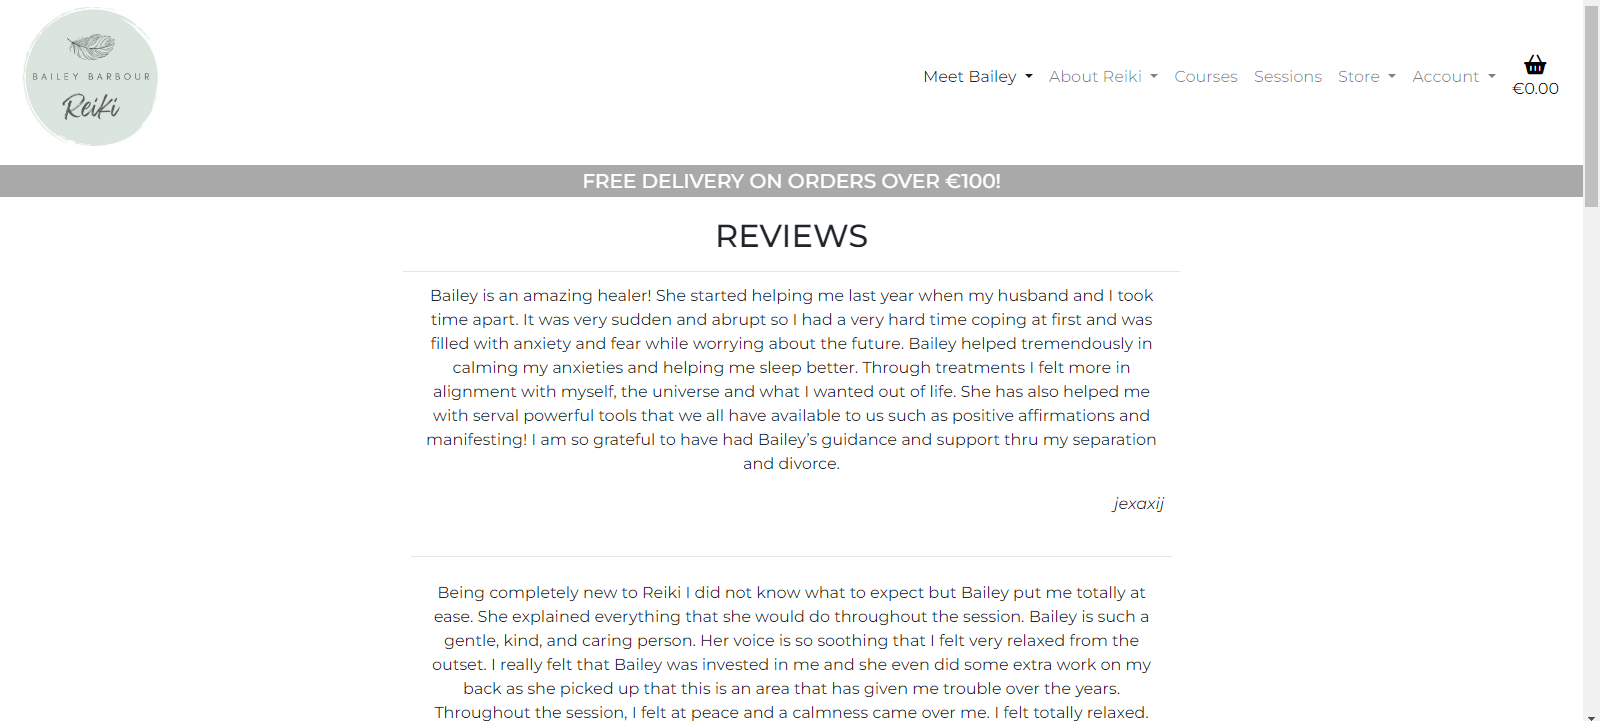 BAILEY BARBOUR
Reiki
Meet Bailey About Reiki Courses Sessions Store Account
€0.00
FREE DELIVERY ON ORDERS OVER €100!
REVIEWS
Bailey is an amazing healer! She started helping me last year when my husband and I took
time apart. It was very sudden and abrupt so I had a very hard time coping at first and was
filled with anxiety and fear while worrying about the future. Bailey helped tremendously in
calming my anxieties and helping me sleep better. Through treatments I felt more in
alignment with myself, the universe and what I wanted out of life. She has also helped me
with serval powerful tools that we all have available to us such as positive affirmations and
manifesting! I am so grateful to have had Bailey’s guidance and support thru my separation
and divorce.
jexaxij
Being completely new to Reiki I did not know what to expect but Bailey put me totally at
ease. She explained everything that she would do throughout the session. Bailey is such a
gentle, kind, and caring person. Her voice is so soothing that I felt very relaxed from the
outset. I really felt that Bailey was invested in me and she even did some extra work on my
back as she picked up that this is an area that has given me trouble over the years.
Throughout the session, I felt at peace and a calmness came over me. I felt totally relaxed.